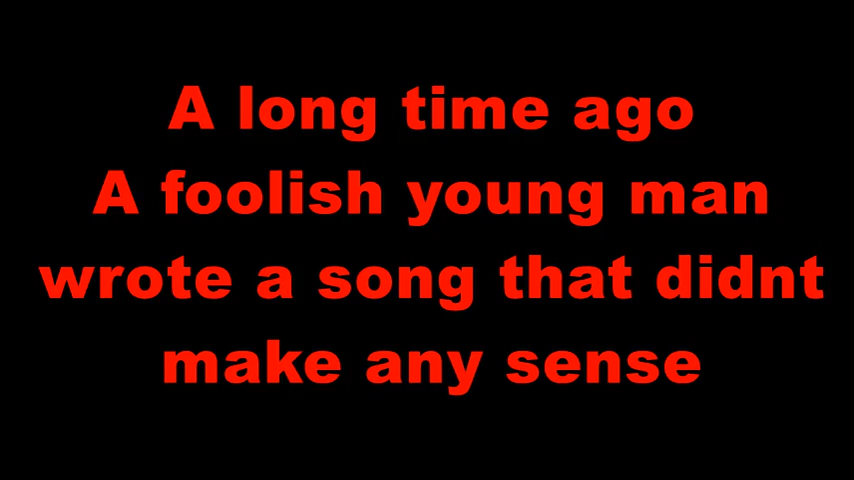 A long time ago
A foolish young man
wrote a song that didnt
make any sense